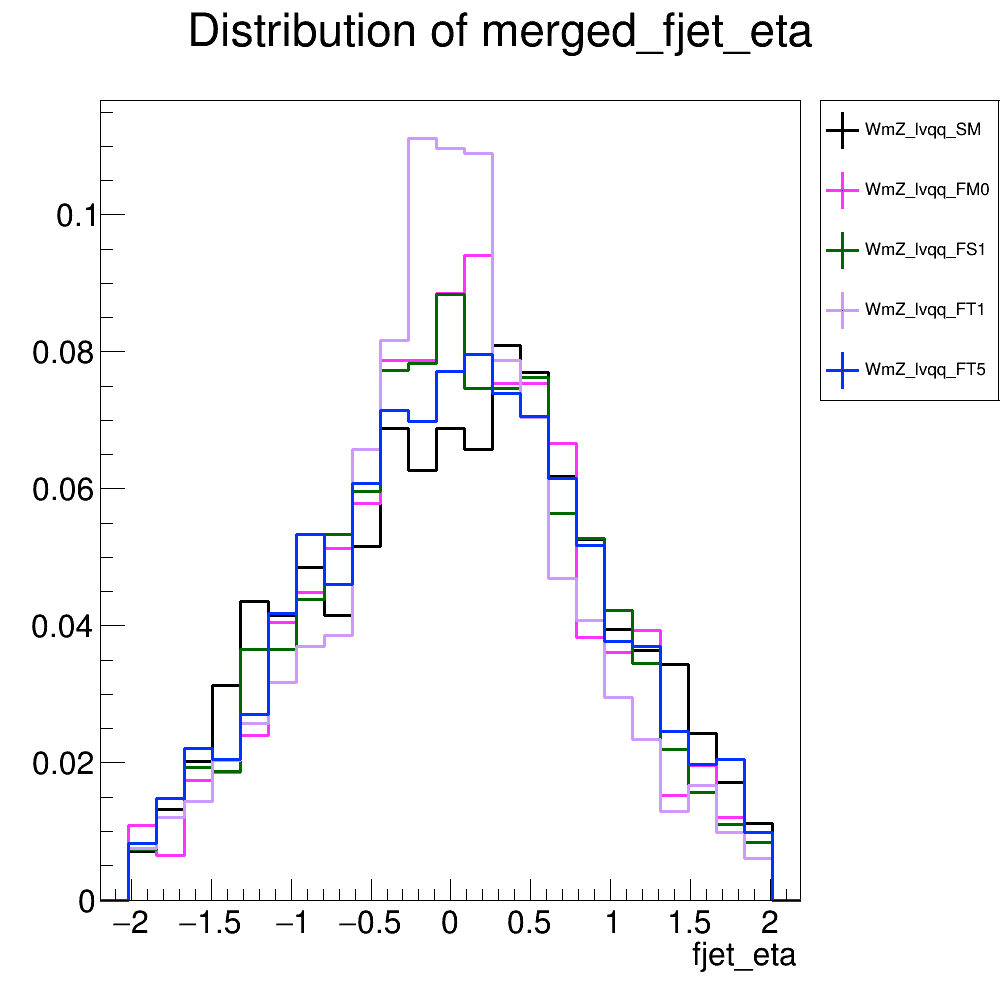 Distribution of merged_fjet_eta
WmZ_lvqq_SM
WmZ_lvqq_FM0
WmZ_lvqq_FS1
WmZ_lvqq_FT1
WmZ_lvqq_FT5
0.1
0.08
0.06
0.04
0.02
0
−2 −1.5 −1 −0.5 0 0.5 1 1.5 2
fjet_eta